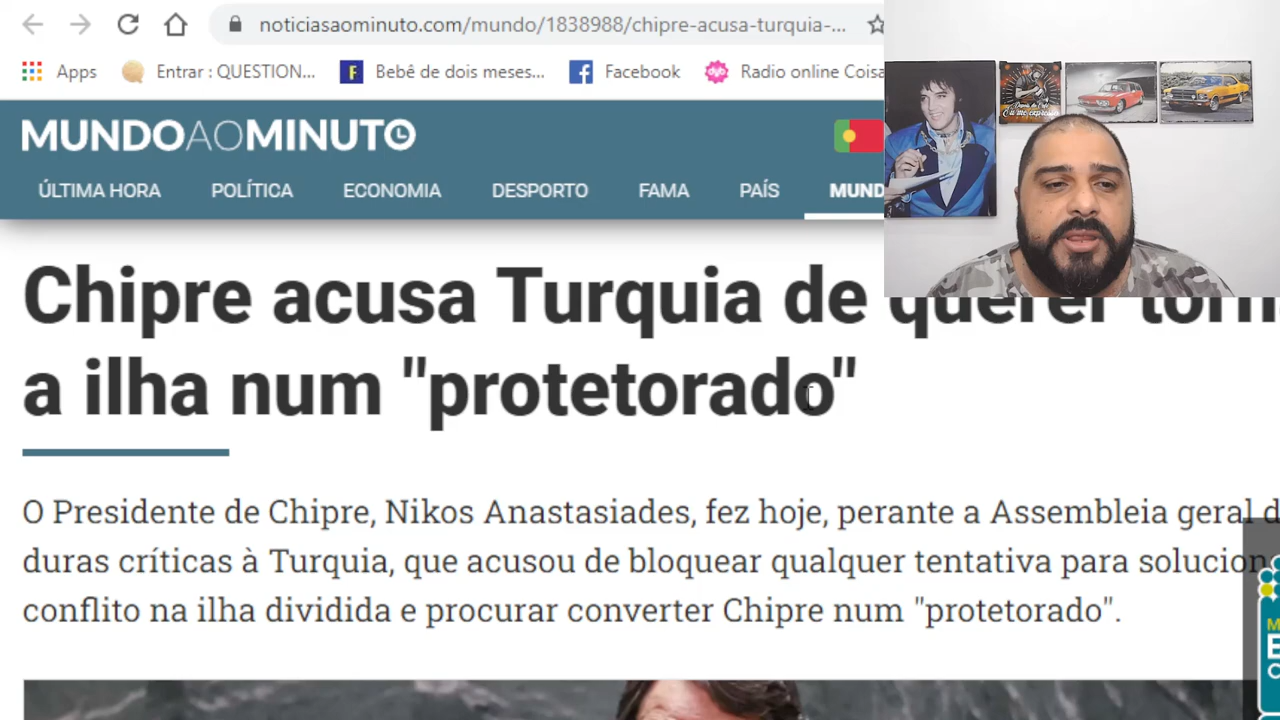 noticiasaominuto.com/mundo/1838988/chipre-acusa-turquia-...
Apps Entrar : QUESTION... Bebê de dois meses... Facebook Radio online Coisa
MUNDOAOMINUTO
ÚLTIMA HORA POLÍTICA ECONOMIA DESPORTO FAMA PAÍS MUND
Chipre acusa Turquia de querer torna
a ilha num "protetorado"
O Presidente de Chipre, Nikos Anastasiades, fez hoje, perante a Assembleia geral d
duras críticas à Turquia, que acusou de bloquear qualquer tentativa para solucion
conflito na ilha dividida e procurar converter Chipre num "protetorado".